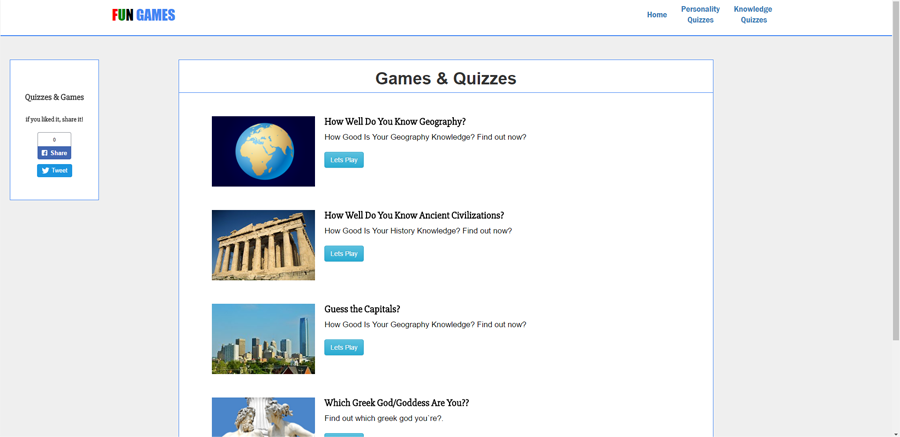 FUN GAMES
Home
Personality
Quizzes
Knowledge
Quizzes
Quizzes & Games
If you liked it, share it!
0
Share
Tweet
Games & Quizzes
How Well Do You Know Geography?
How Good Is Your Geography Knowledge? Find out now?
Lets Play
How Well Do You Know Ancient Civilizations?
How Good Is Your History Knowledge? Find out now?
Lets Play
Guess the Capitals?
How Good Is Your Geography Knowledge? Find out now?
Lets Play
Which Greek God/Goddess Are You??
Find out which greek god you`re?.